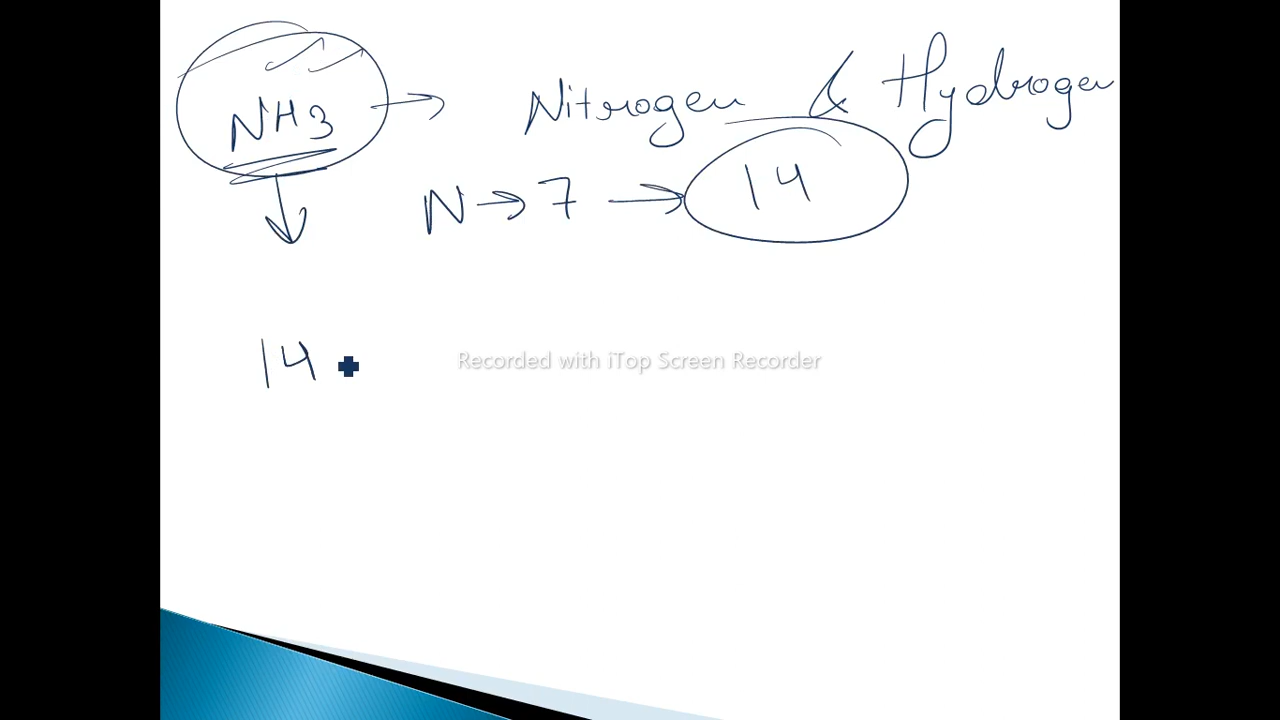 NH3 → Nitrogen & Hydrogen
N → 7 → 14
14
Recorded with iTop Screen Recorder